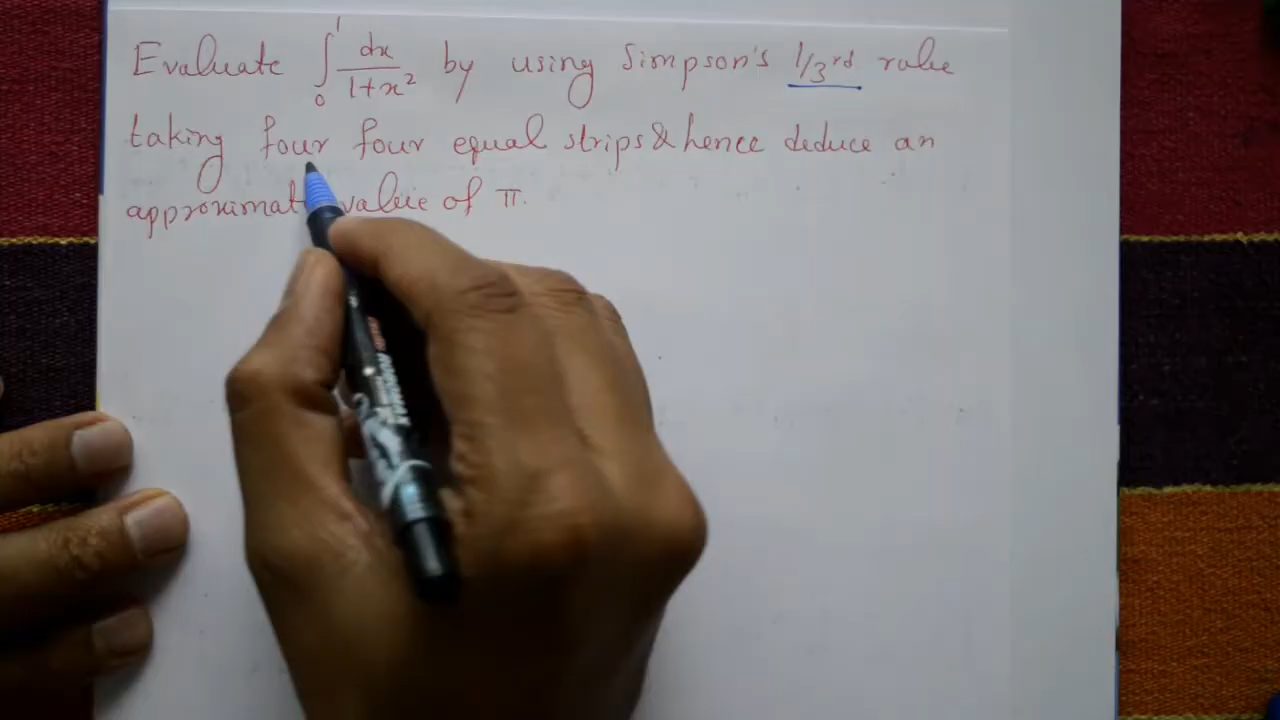 Evaluate ∫₀¹ dx/(1+x²) by using Simpson's 1/3rd rule
taking four four equal strips & hence deduce an
approximat value of π.